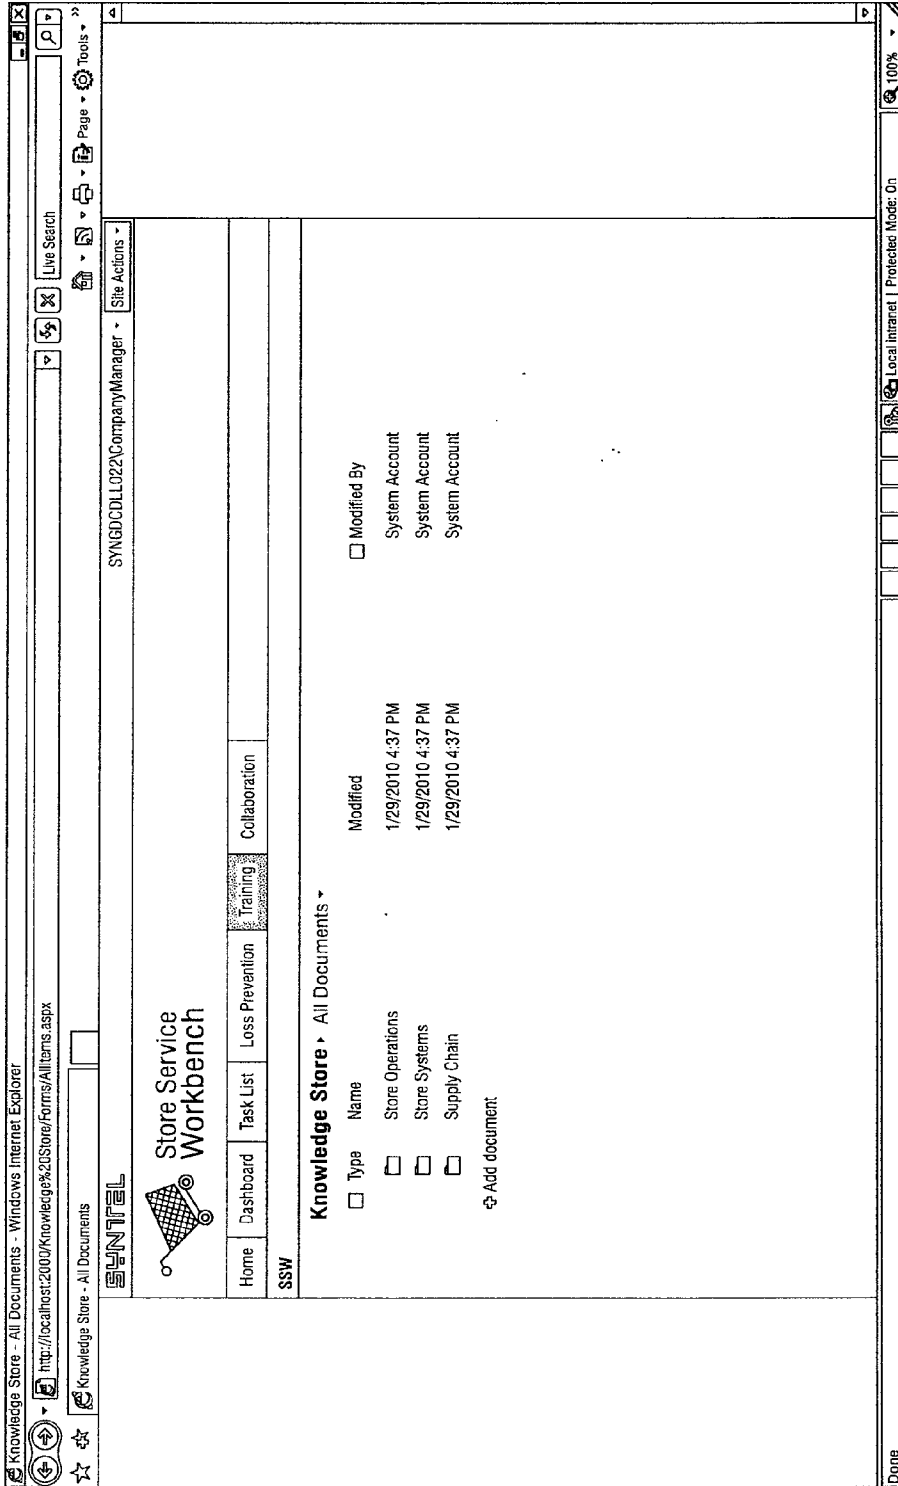 Knowledge Store - All Documents - Windows Internet Explorer
http://localhost:2000/Knowledge%20Store/Forms/AllItems.aspx
Live Search
Knowledge Store - All Documents
Page
Tools
SYNTEL
SYNGDCDLL022\CompanyManager
Site Actions
Store Service
Workbench
Home Dashboard Task List Loss Prevention Training Collaboration
SSW
Knowledge Store All Documents
Type Name Modified Modified By
Store Operations 1/29/2010 4:37 PM System Account
Store Systems 1/29/2010 4:37 PM System Account
Supply Chain 1/29/2010 4:37 PM System Account
Add document
Done
Local intranet | Protected Mode: On
100%